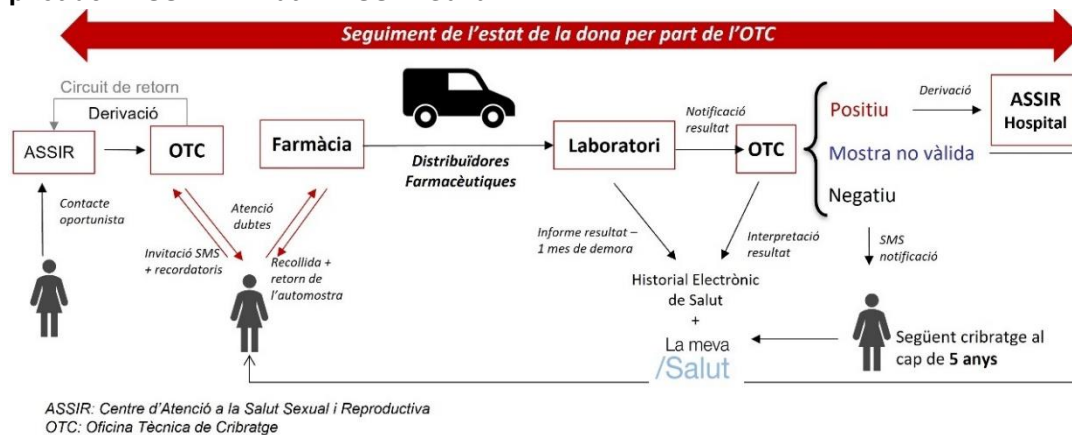 Seguiment de l'estat de la dona per part de l'OTC
Circuit de retorn
Derivació
ASSIR
OTC
Farmàcia
Distribuïdores
Farmacèutiques
Laboratori
Notificació
resultat
OTC
Positiu
Mostra no vàlida
Negatiu
Derivació
ASSIR
Hospital
Contacte
oportunista
Invitació SMS
+ recordatoris
Atenció
dubtes
Recollida +
retorn de
l'automostra
Informe resultat –
1 mes de demora
Interpretació
resultat
SMS
notificació
Historial Electrònic
de Salut
+
La meva
/Salut
Següent cribratge al
cap de 5 anys
ASSIR: Centre d'Atenció a la Salut Sexual i Reproductiva
OTC: Oficina Tècnica de Cribratge